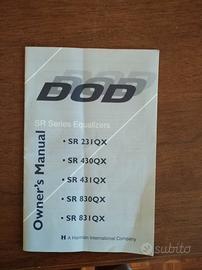 DOD
SR Series Equalizers
Owner's Manual
• SR 231QX
• SR 430QX
• SR 431QX
• SR 830QX
• SR 831QX
H A Harman International Company
subito